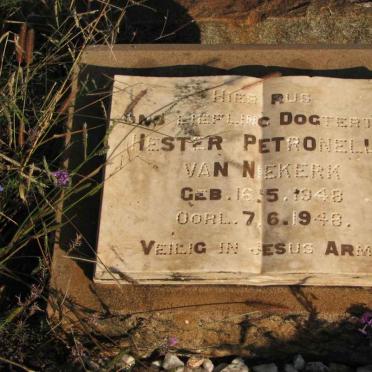 HIER RUS
ONS LIEFLING DOGTERT
HESTER PETRONELL
VAN NIEKERK
GEB. 16.5.1948
OORL. 7.6.1948.
VEILIG IN JESUS ARM